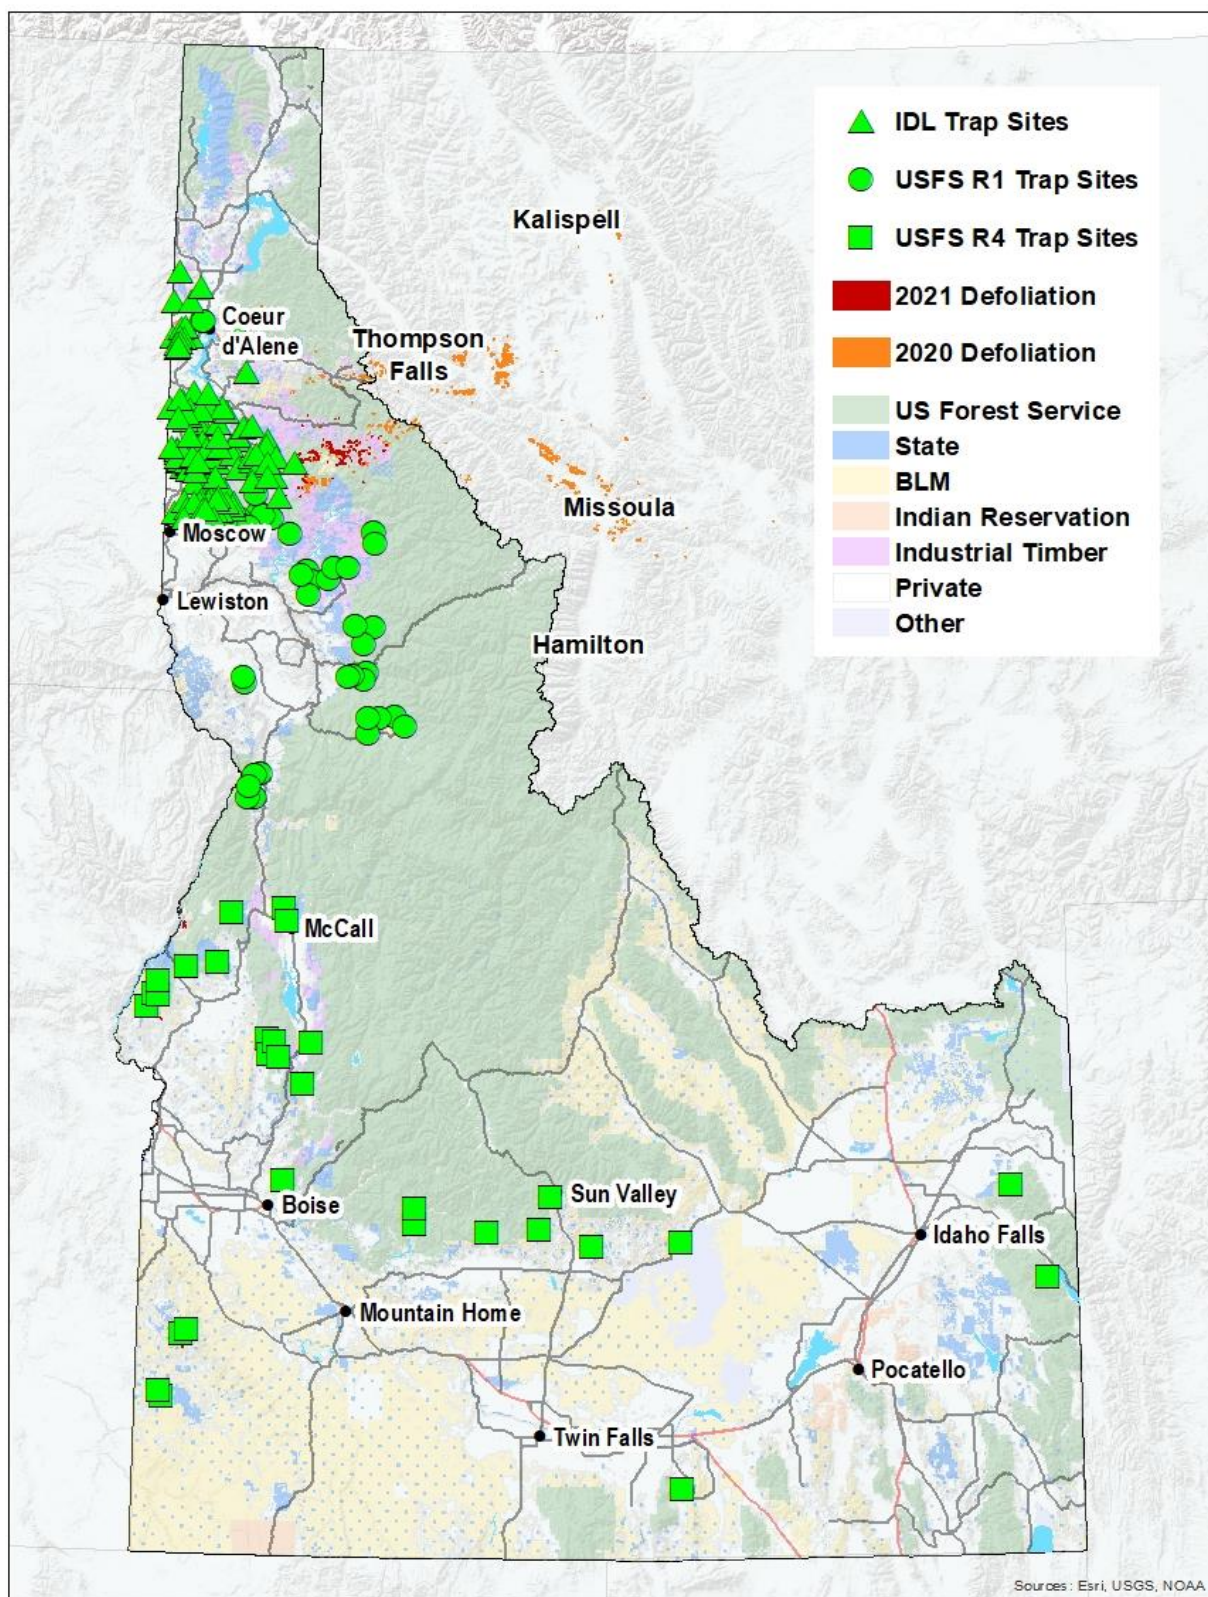 IDL Trap Sites
USFS R1 Trap Sites
USFS R4 Trap Sites
2021 Defoliation
2020 Defoliation
US Forest Service
State
BLM
Indian Reservation
Industrial Timber
Private
Other
Kalispell
Coeur
d'Alene
Thompson
Falls
Missoula
Moscow
Lewiston
Hamilton
McCall
Boise
Sun Valley
Idaho Falls
Mountain Home
Pocatello
Twin Falls
Sources: Esri, USGS, NOAA